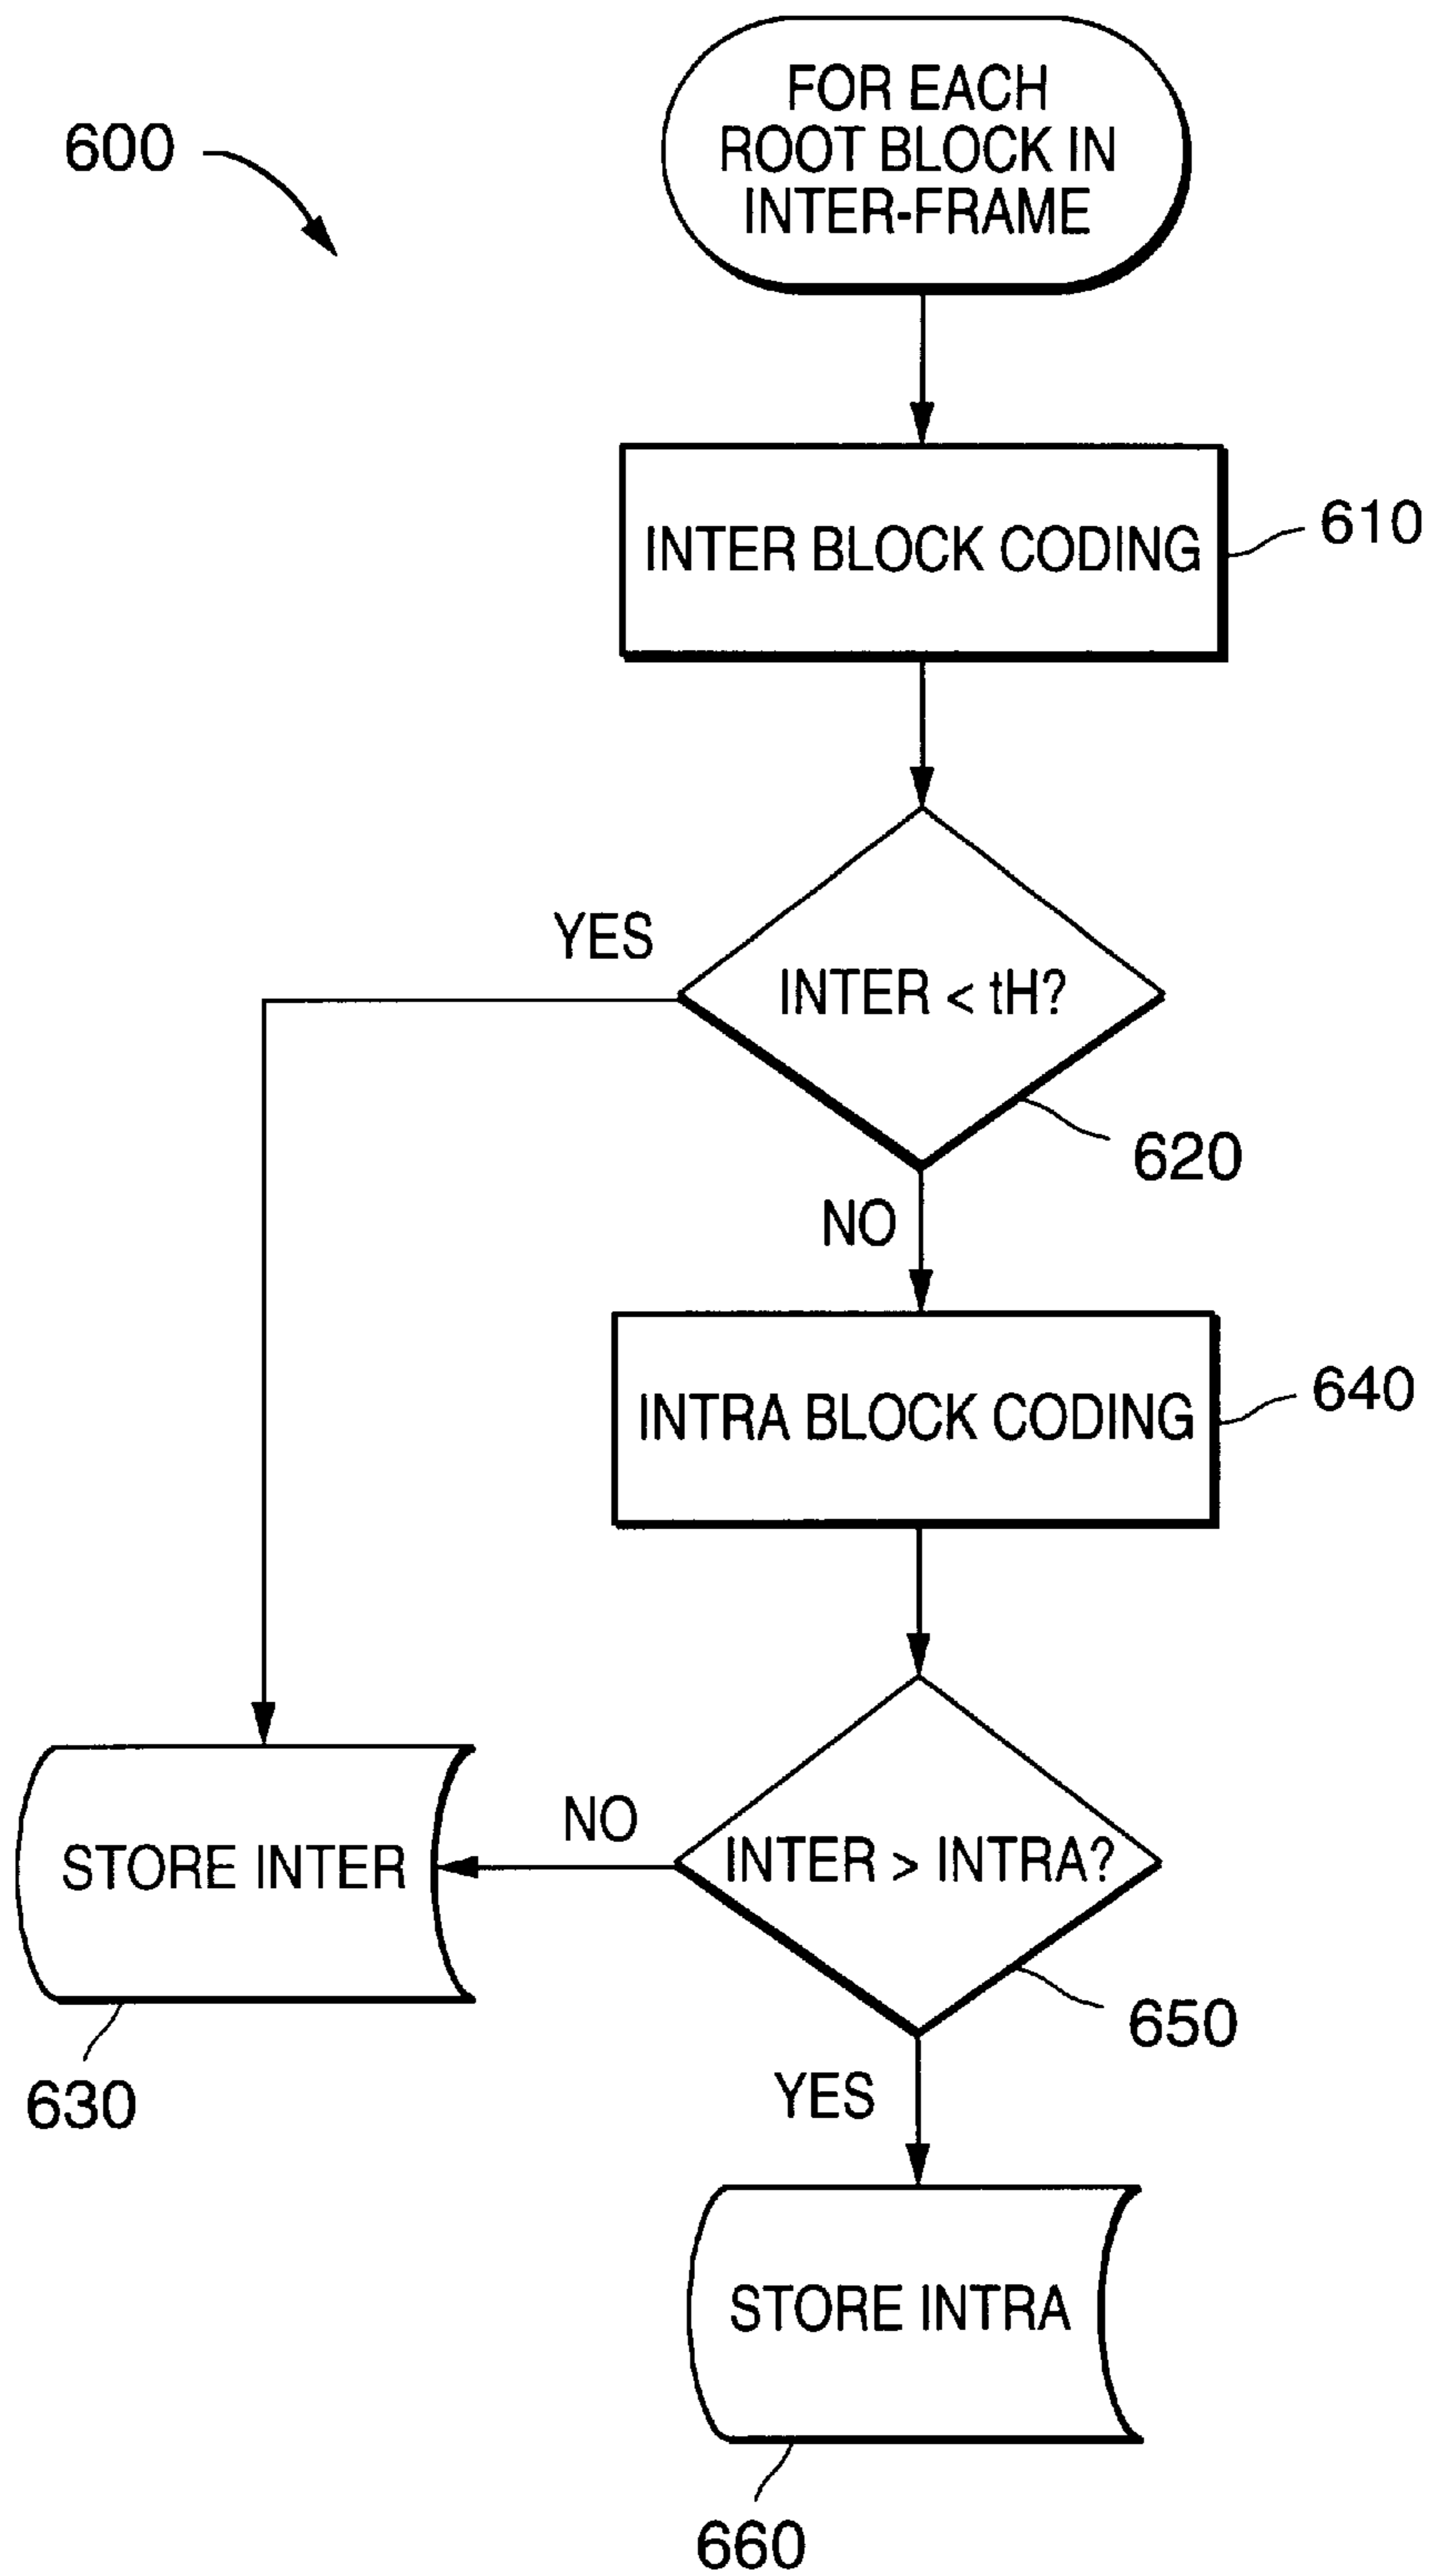 600
FOR EACH
ROOT BLOCK IN
INTER-FRAME
INTER BLOCK CODING
610
YES
INTER < tH?
620
NO
INTRA BLOCK CODING
640
STORE INTER
NO
INTER > INTRA?
630
650
YES
STORE INTRA
660